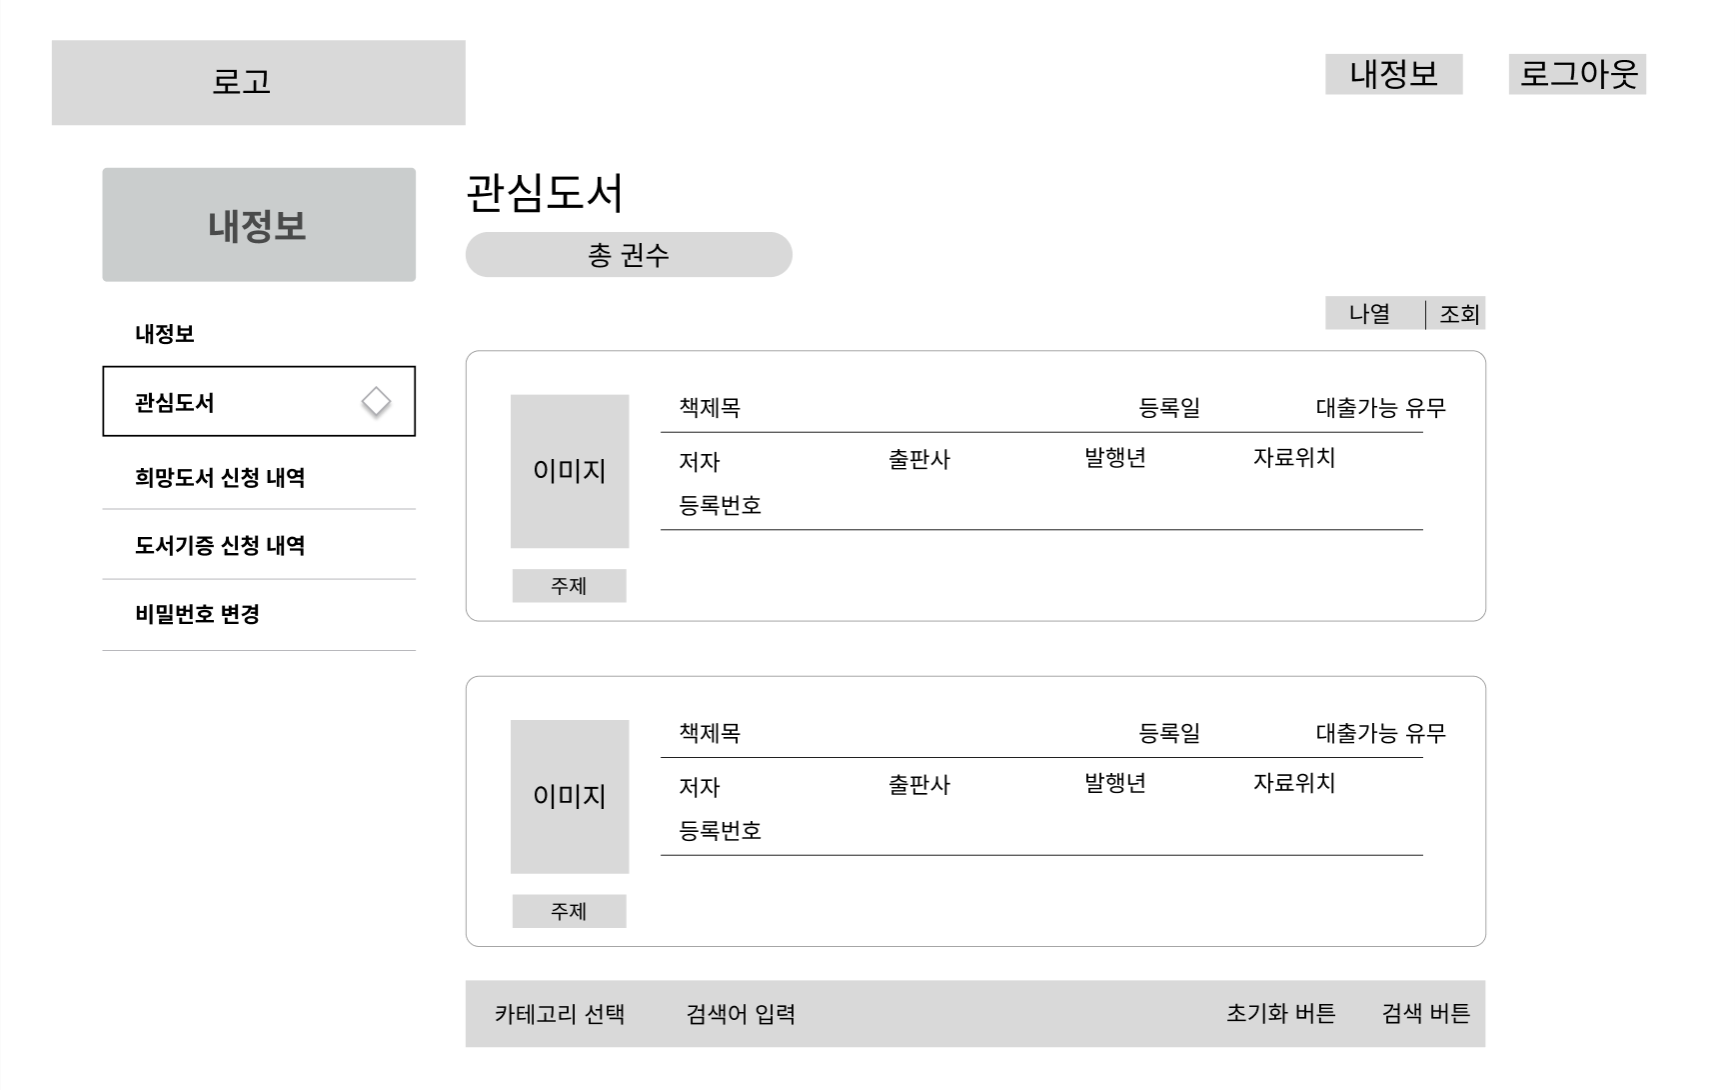 로고
내정보
로그아웃
내정보
내정보
관심도서
희망도서 신청 내역
도서기증 신청 내역
비밀번호 변경
관심도서
총 권수
나열 | 조회
이미지
주제
책제목 등록일 대출가능 유무
저자 출판사 발행년 자료위치
등록번호
이미지
주제
책제목 등록일 대출가능 유무
저자 출판사 발행년 자료위치
등록번호
카테고리 선택 검색어 입력 초기화 버튼 검색 버튼